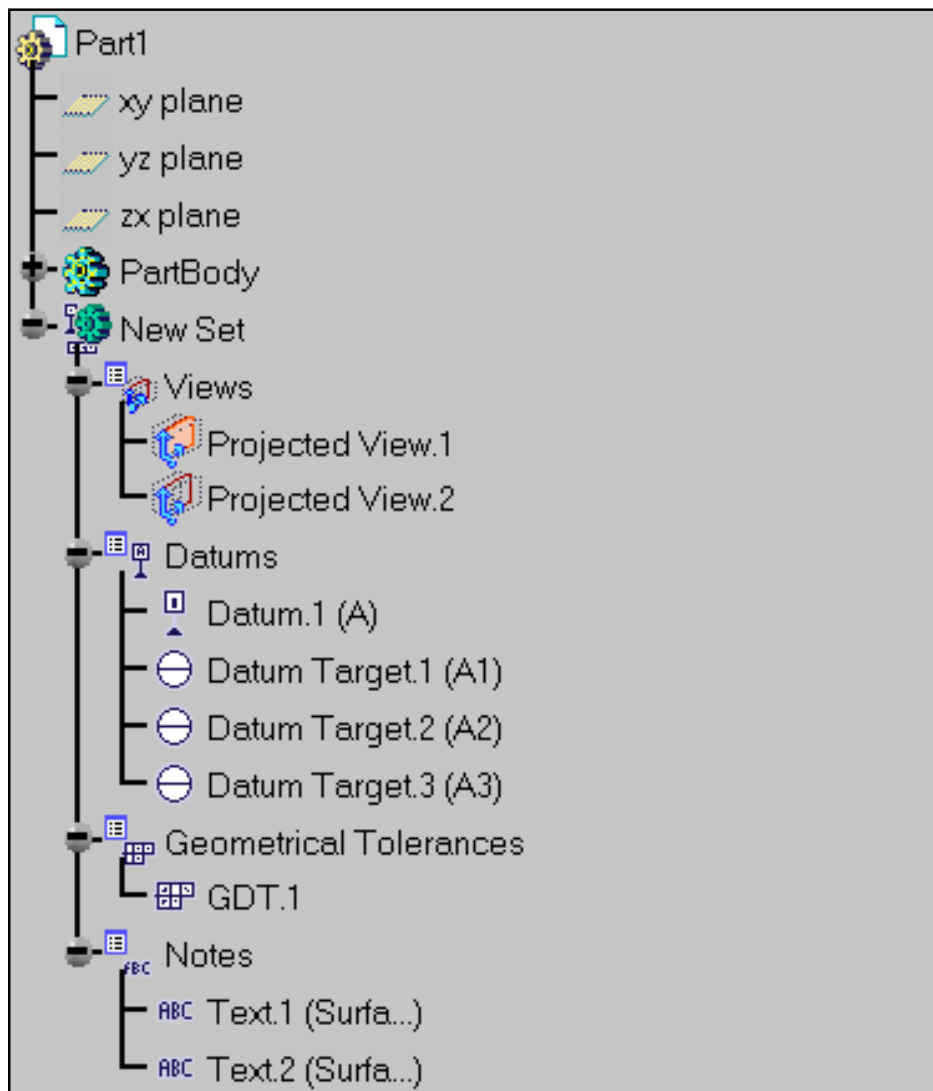 Part1
xy plane
yz plane
zx plane
PartBody
New Set
Views
Projected View.1
Projected View.2
Datums
Datum.1 (A)
Datum Target.1 (A1)
Datum Target.2 (A2)
Datum Target.3 (A3)
Geometrical Tolerances
GDT.1
Notes
ABC Text.1 (Surfa...)
ABC Text.2 (Surfa...)